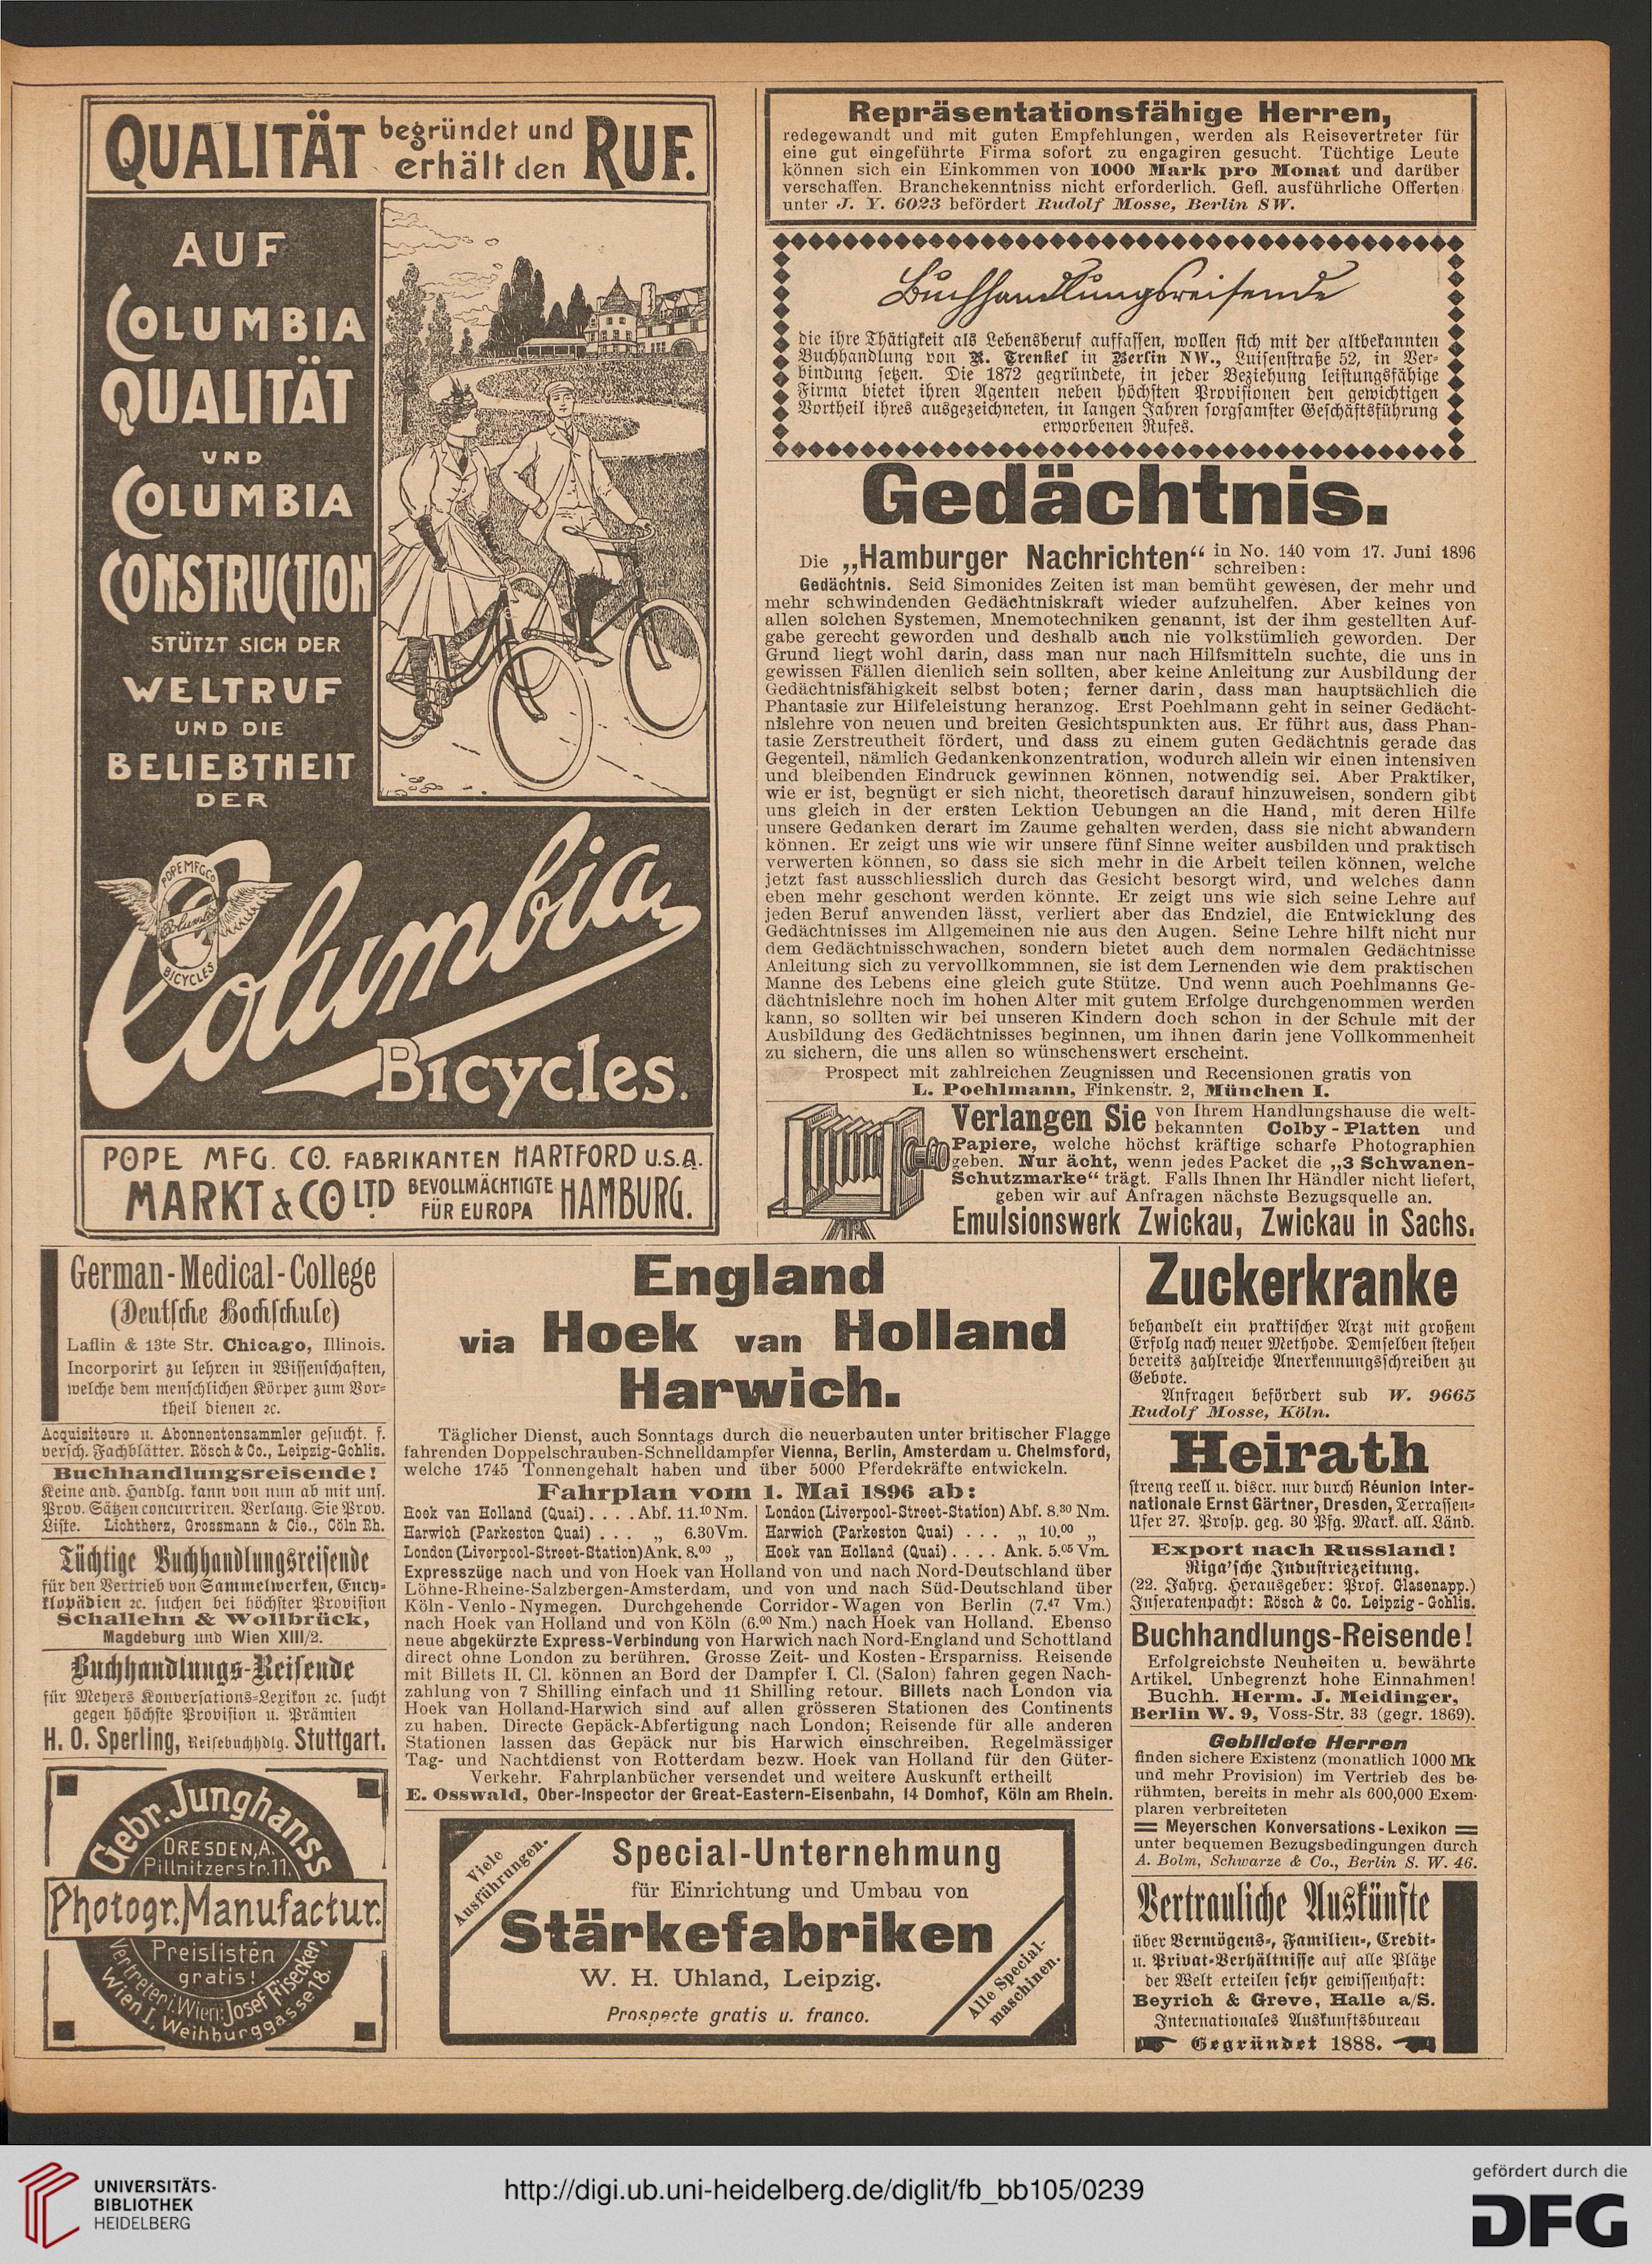 QUALITÄT begründet und erhält den RUF.
AUF
COLUMBIA
QUALITÄT
UND
COLUMBIA
CONSTRUCTION
STÜTZT SICH DER
WELTRUF
UND DIE
BELIEBTHEIT
DER
POPE MFG CO
Columbia
BICYCLES
Columbia
Bicycles.
POPE MFG. CO. FABRIKANTEN HARTFORD U.S.A.
MARKT & CO LTD BEVOLLMÄCHTIGTE FÜR EUROPA HAMBURG.
Repräsentationsfähige Herren,
redegewandt und mit guten Empfehlungen, werden als Reisevertreter für
eine gut eingeführte Firma sofort zu engagiren gesucht. Tüchtige Leute
können sich ein Einkommen von 1000 Mark pro Monat und darüber
verschaffen. Branchekenntniss nicht erforderlich. Gefl. ausführliche Offerten
unter J. Y. 6023 befördert Rudolf Mosse, Berlin SW.
Buchhandlungsreisende
die ihre Thätigkeit als Lebensberuf auffassen, wollen sich mit der altbekannten
Buchhandlung von R. Trenkel in Berlin NW., Luisenstraße 52, in Ver-
bindung setzen. Die 1872 gegründete, in jeder Beziehung leistungsfähige
Firma bietet ihren Agenten neben höchsten Provisionen den gewichtigen
Vortheil ihres ausgezeichneten, in langen Jahren sorgsamster Geschäftsführung
erworbenen Rufes.
Gedächtnis.
Die „Hamburger Nachrichten“ in No. 140 vom 17. Juni 1896
schreiben:
Gedächtnis. Seid Simonides Zeiten ist man bemüht gewesen, der mehr und
mehr schwindenden Gedächtniskraft wieder aufzuhelfen. Aber keines von
allen solchen Systemen, Mnemotechniken genannt, ist der ihm gestellten Auf-
gabe gerecht geworden und deshalb auch nie volkstümlich geworden. Der
Grund liegt wohl darin, dass man nur nach Hilfsmitteln suchte, die uns in
gewissen Fällen dienlich sein sollten, aber keine Anleitung zur Ausbildung der
Gedächtnisfähigkeit selbst boten; ferner darin, dass man hauptsächlich die
Phantasie zur Hilfeleistung heranzog. Erst Poehlmann geht in seiner Gedächt-
nislehre von neuen und breiten Gesichtspunkten aus. Er führt aus, dass Phan-
tasie Zerstreutheit fördert, und dass zu einem guten Gedächtnis gerade das
Gegenteil, nämlich Gedankenkonzentration, wodurch allein wir einen intensiven
und bleibenden Eindruck gewinnen können, notwendig sei. Aber Praktiker,
wie er ist, begnügt er sich nicht, theoretisch darauf hinzuweisen, sondern gibt
uns gleich in der ersten Lektion Uebungen an die Hand, mit deren Hilfe
unsere Gedanken derart im Zaume gehalten werden, dass sie nicht abwandern
können. Er zeigt uns wie wir unsere fünf Sinne weiter ausbilden und praktisch
verwerten können, so dass sie sich mehr in die Arbeit teilen können, welche
jetzt fast ausschliesslich durch das Gesicht besorgt wird, und welches dann
eben mehr geschont werden könnte. Er zeigt uns wie sich seine Lehre auf
jeden Beruf anwenden lässt, verliert aber das Endziel, die Entwicklung des
Gedächtnisses im Allgemeinen nie aus den Augen. Seine Lehre hilft nicht nur
dem Gedächtnisschwachen, sondern bietet auch dem normalen Gedächtnisse
Anleitung sich zu vervollkommnen, sie ist dem Lernenden wie dem praktischen
Manne des Lebens eine gleich gute Stütze. Und wenn auch Poehlmanns Ge-
dächtnislehre noch im hohen Alter mit gutem Erfolge durchgenommen werden
kann, so sollten wir bei unseren Kindern doch schon in der Schule mit der
Ausbildung des Gedächtnisses beginnen, um ihnen darin jene Vollkommenheit
zu sichern, die uns allen so wünschenswert erscheint.
Prospect mit zahlreichen Zeugnissen und Recensionen gratis von
L. Poehlmann, Finkenstr. 2, München I.
Verlangen Sie von Ihrem Handlungshause die welt-
bekannten Colby-Platten und
Papiere, welche höchst kräftige scharfe Photographien
geben. Nur ächt, wenn jedes Packet die „3 Schwanen-
Schutzmarke“ trägt. Falls Ihnen Ihr Händler nicht liefert,
geben wir auf Anfragen nächste Bezugsquelle an.
Emulsionswerk Zwickau, Zwickau in Sachs.
German-Medical-College
(Deutsche Hochschule)
Laflin & 13te Str. Chicago, Illinois.
Incorporirt zu lehren in Wissenschaften,
welche dem menschlichen Körper zum Vor-
theil dienen ꝛc.
Acquisiteure u. Abonnentensammler gesucht. f.
versch. Fachblätter. Rösch & Co., Leipzig-Gohlis.
Buchhandlungsreisende!
Keine and. Handlg. kann von nun ab mit uns.
Prov. Sätzen concurriren. Verlang. Sie Prov.
Liste. Lichtherz, Grossmann & Cie., Cöln Rh.
Tüchtige Buchhandlungsreisende
für den Vertrieb von Sammelwerken, Ency-
klopädien ꝛc. suchen bei höchster Provision
Schallehn & Wollbrück,
Magdeburg und Wien XIII/2.
Buchhandlungs-Reisende
für Meyers Konversations-Lexikon ꝛc. sucht
gegen höchste Provision u. Prämien
H. O. Sperling, Reisebuchhdlg. Stuttgart.
Gebr. Junghanss
DRESDEN, A.
Pillnitzerstr. 11.
Photogr. Manufactur.
Preislisten
gratis!
Vertreter i. Wien: Josef Risecker,
Wien I, Weihburggasse 18.
England
via Hoek van Holland
Harwich.
Täglicher Dienst, auch Sonntags durch die neuerbauten unter britischer Flagge
fahrenden Doppelschrauben-Schnelldampfer Vienna, Berlin, Amsterdam u. Chelmsford,
welche 1745 Tonnengehalt haben und über 5000 Pferdekräfte entwickeln.
Fahrplan vom 1. Mai 1896 ab:
Hoek van Holland (Quai). . . . Abf. 11.10 Nm. | London (Liverpool-Street-Station) Abf. 8.30 Nm.
Harwich (Parkeston Quai) . . . „ 6.30 Vm. | Harwich (Parkeston Quai) . . . „ 10.00 „
London (Liverpool-Street-Station) Ank. 8.00 „ | Hoek van Holland (Quai) . . . . Ank. 5.05 Vm.
Expresszüge nach und von Hoek van Holland von und nach Nord-Deutschland über
Löhne-Rheine-Salzbergen-Amsterdam, und von und nach Süd-Deutschland über
Köln-Venlo-Nymegen. Durchgehende Corridor-Wagen von Berlin (7.47 Vm.)
nach Hoek van Holland und von Köln (6.00 Nm.) nach Hoek van Holland. Ebenso
neue abgekürzte Express-Verbindung von Harwich nach Nord-England und Schottland
direct ohne London zu berühren. Grosse Zeit- und Kosten-Ersparniss. Reisende
mit Billets II. Cl. können an Bord der Dampfer I. Cl. (Salon) fahren gegen Nach-
zahlung von 7 Shilling einfach und 11 Shilling retour. Billets nach London via
Hoek van Holland-Harwich sind auf allen grösseren Stationen des Continents
zu haben. Directe Gepäck-Abfertigung nach London; Reisende für alle anderen
Stationen lassen das Gepäck nur bis Harwich einschreiben. Regelmässiger
Tag- und Nachtdienst von Rotterdam bezw. Hoek van Holland für den Güter-
Verkehr. Fahrplanbücher versendet und weitere Auskunft ertheilt
E. Osswald, Ober-Inspector der Great-Eastern-Eisenbahn, 14 Domhof, Köln am Rhein.
Viele
Ausführungen.
Special-Unternehmung
für Einrichtung und Umbau von
Stärkefabriken
W. H. Uhland, Leipzig.
Prospecte gratis u. franco.
Alle Special-
maschinen.
Zuckerkranke
behandelt ein praktischer Arzt mit großem
Erfolg nach neuer Methode. Demselben stehen
bereits zahlreiche Anerkennungsschreiben zu
Gebote.
Anfragen befördert sub W. 9665
Rudolf Mosse, Köln.
Heirath
streng reell u. discr. nur durch Réunion Inter-
nationale Ernst Gärtner, Dresden, Terrassen-
Ufer 27. Prosp. geg. 30 Pfg. Mark. all. Länd.
Export nach Russland!
Riga'sche Industriezeitung.
(22. Jahrg. Herausgeber: Prof. Glasenapp.)
Inseratenpacht: Rösch & Co. Leipzig-Gohlis.
Buchhandlungs-Reisende!
Erfolgreichste Neuheiten u. bewährte
Artikel. Unbegrenzt hohe Einnahmen!
Buchh. Herm. J. Meidinger,
Berlin W. 9, Voss-Str. 33 (gegr. 1869).
Gebildete Herren
finden sichere Existenz (monatlich 1000 Mk
und mehr Provision) im Vertrieb des be-
rühmten, bereits in mehr als 600,000 Exem-
plaren verbreiteten
Meyerschen Konversations-Lexikon
unter bequemen Bezugsbedingungen durch
A. Bolm, Schwarze & Co., Berlin S. W. 46.
Vertrauliche Auskünfte
über Vermögens-, Familien-, Credit-
u. Privat-Verhältnisse auf alle Plätze
der Welt erteilen sehr gewissenhaft:
Beyrich & Greve, Halle a/S.
Internationales Auskunftsbureau
Gegründet 1888.
UNIVERSITÄTS-
BIBLIOTHEK
HEIDELBERG
http://digi.ub.uni-heidelberg.de/diglit/fb_bb105/0239
gefördert durch die
DFG